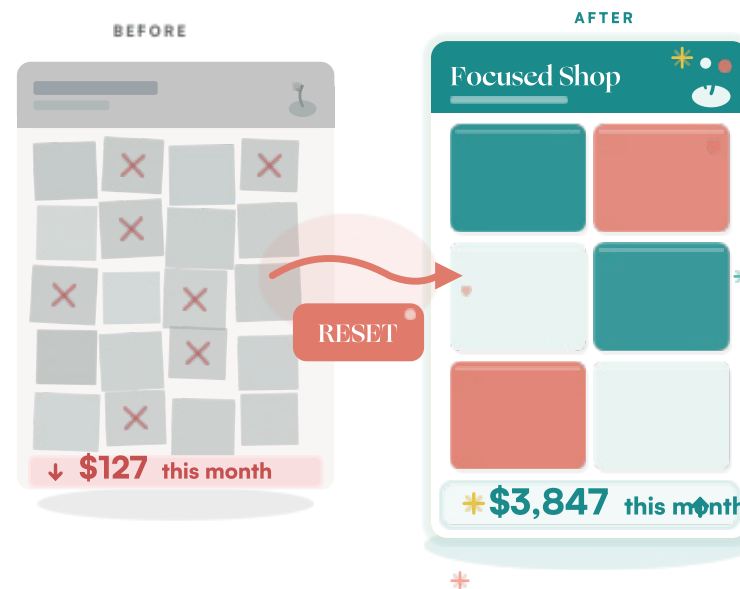 BEFORE
AFTER
Focused Shop
RESET
$127 this month
$3,847 this month